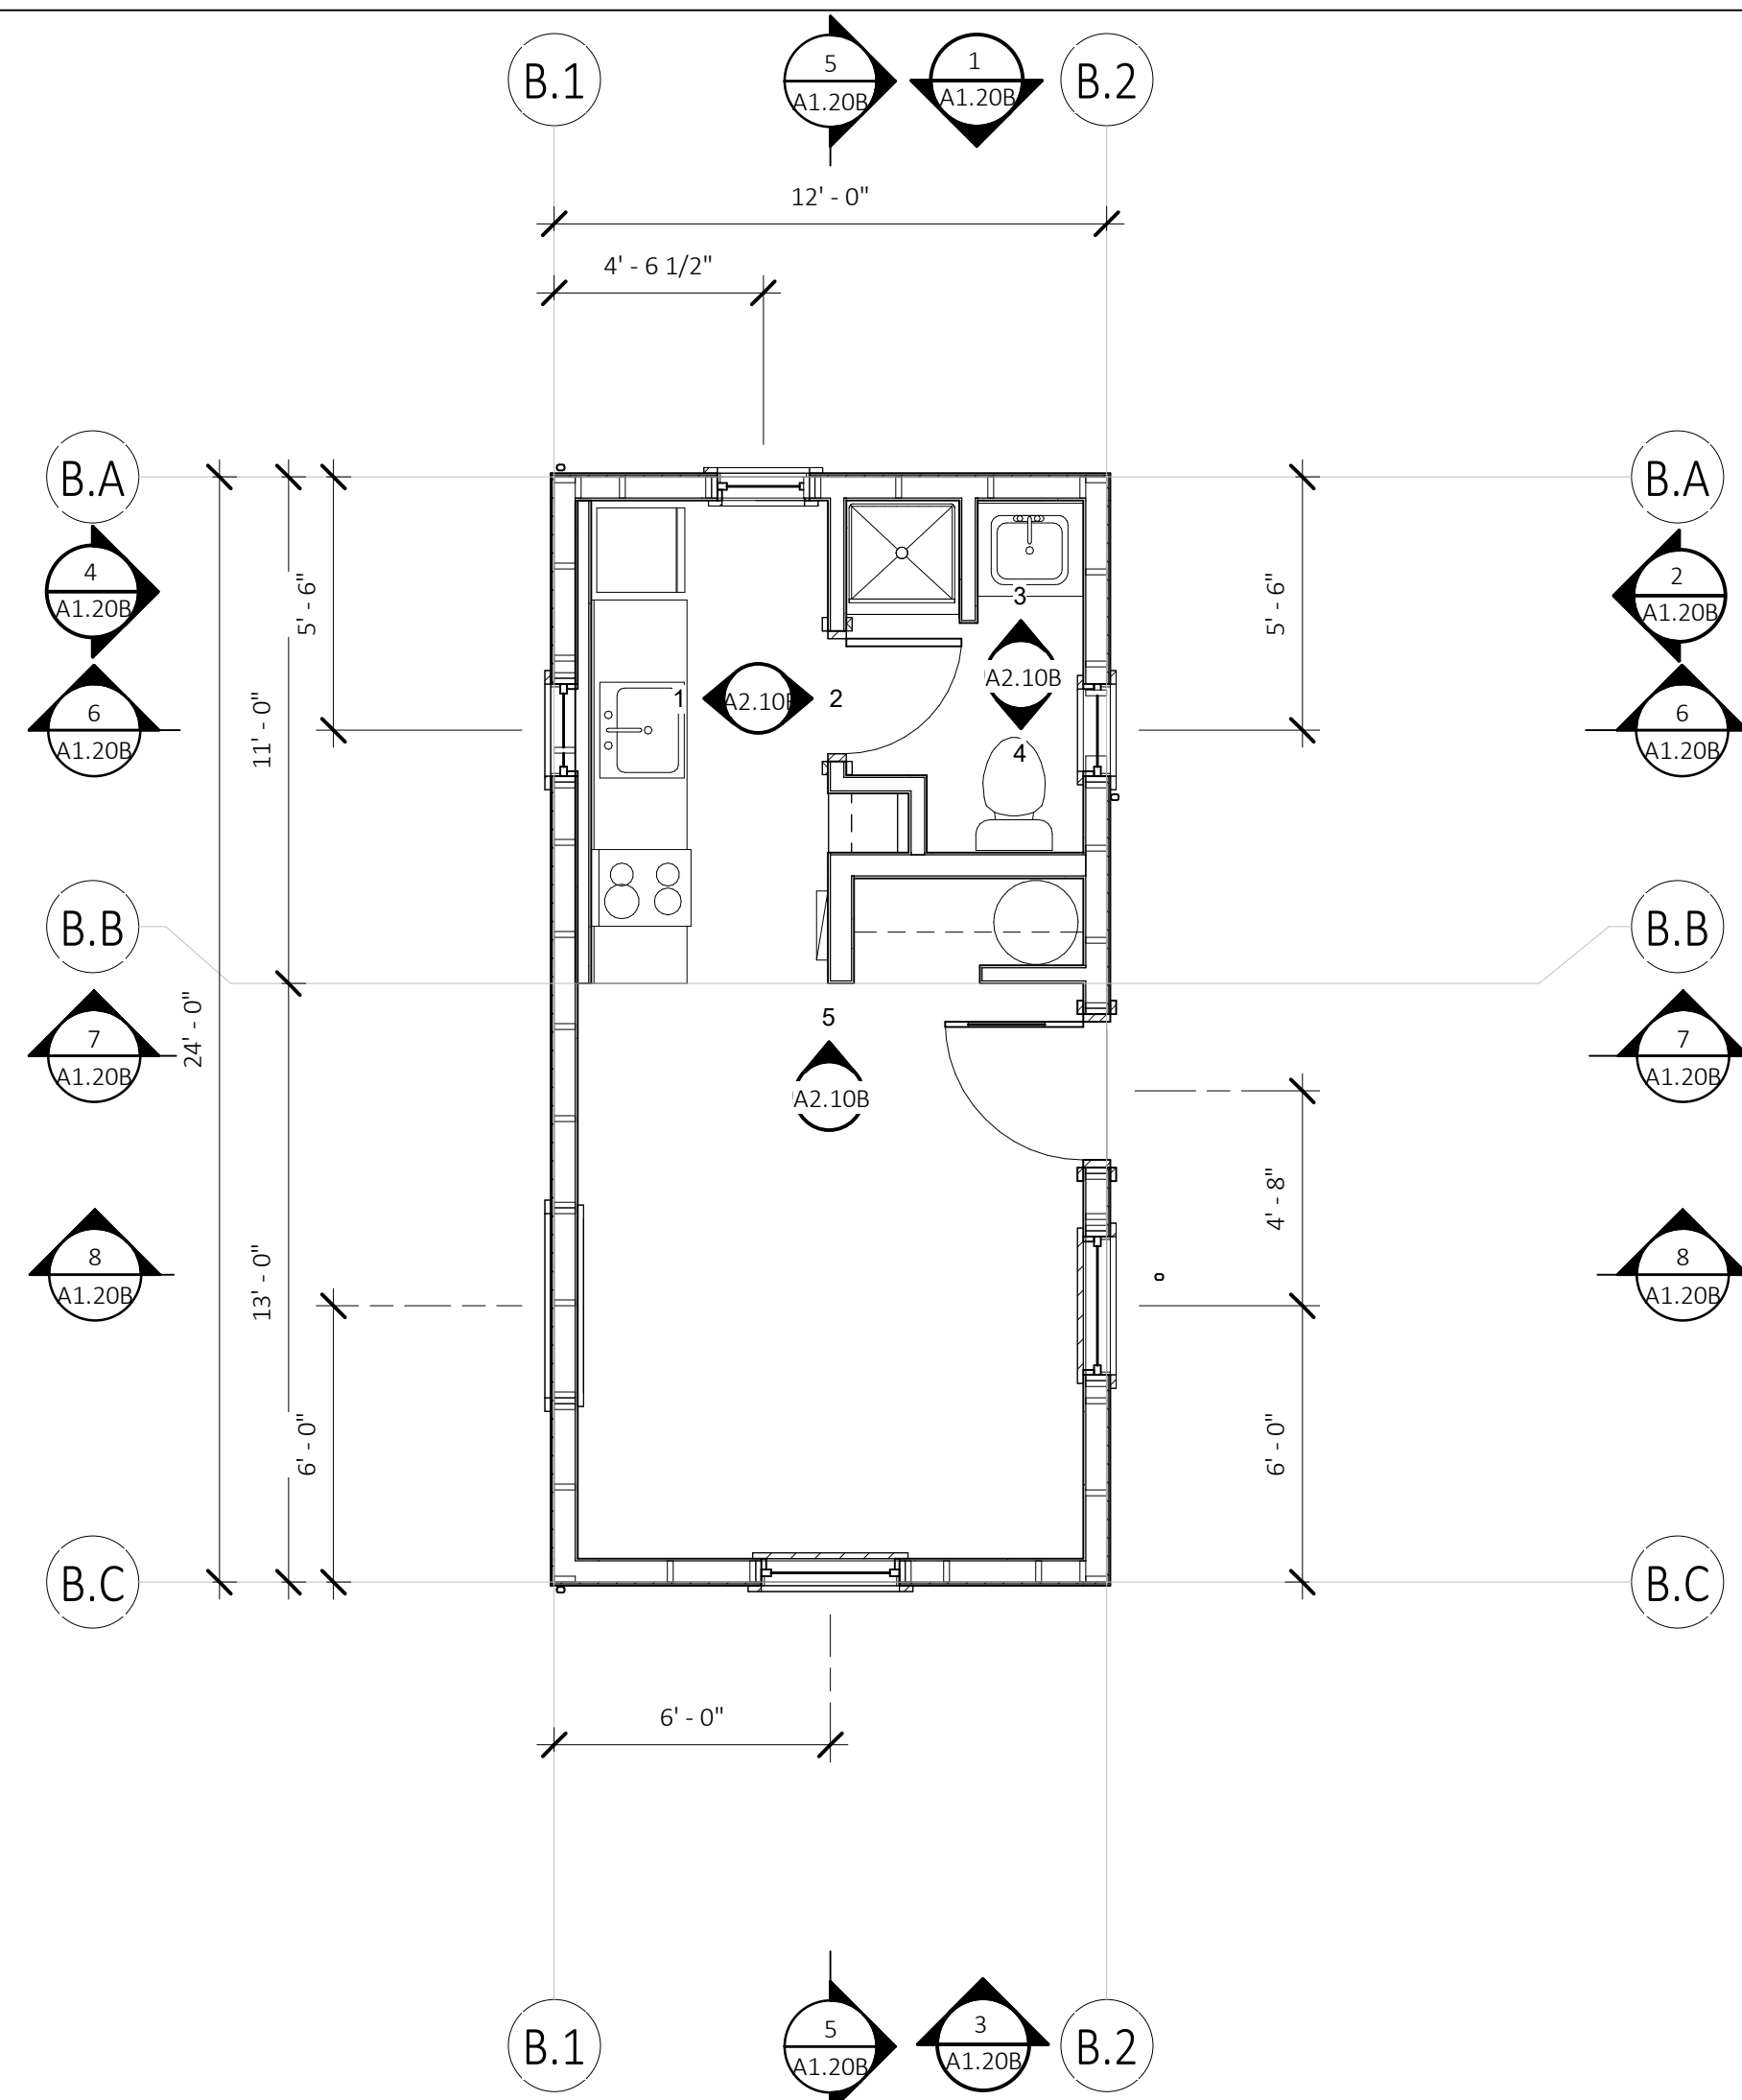 B.1
5
A1.20B
1
A1.20B
B.2
12' - 0"
4' - 6 1/2"
B.A
B.A
4
A1.20B
2
A1.20B
5' - 6"
5' - 6"
3
A2.10B
4
1
A2.10B
2
6
A1.20B
6
A1.20B
11' - 0"
B.B
B.B
24' - 0"
5
A2.10B
7
A1.20B
7
A1.20B
4' - 8"
8
A1.20B
8
A1.20B
13' - 0"
6' - 0"
6' - 0"
B.C
B.C
6' - 0"
B.1
5
A1.20B
3
A1.20B
B.2